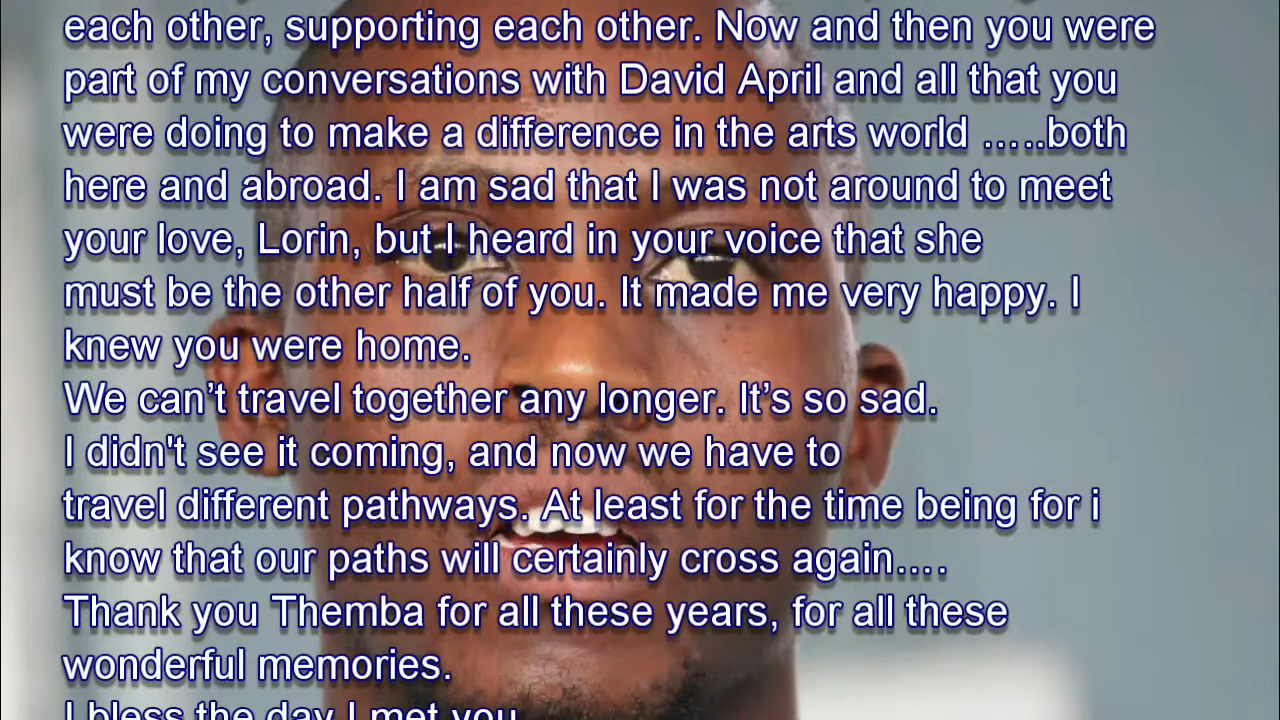 each other, supporting each other. Now and then you were
part of my conversations with David April and all that you
were doing to make a difference in the arts world …..both
here and abroad. I am sad that I was not around to meet
your love, Lorin, but I heard in your voice that she
must be the other half of you. It made me very happy. I
knew you were home.
We can’t travel together any longer. It’s so sad.
I didn't see it coming, and now we have to
travel different pathways. At least for the time being for i
know that our paths will certainly cross again....
Thank you Themba for all these years, for all these
wonderful memories.
I bless the day I met you